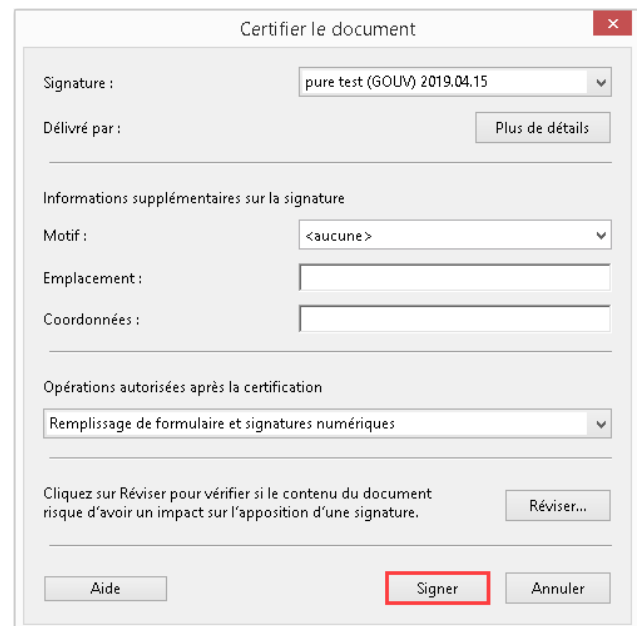 Certifier le document
Signature :
pure test (GOUV) 2019.04.15
Délivré par :
Plus de détails
Informations supplémentaires sur la signature
Motif :
<aucune>
Emplacement :
Coordonnées :
Opérations autorisées après la certification
Remplissage de formulaire et signatures numériques
Cliquez sur Réviser pour vérifier si le contenu du document
risque d'avoir un impact sur l'apposition d'une signature.
Réviser...
Aide
Signer
Annuler